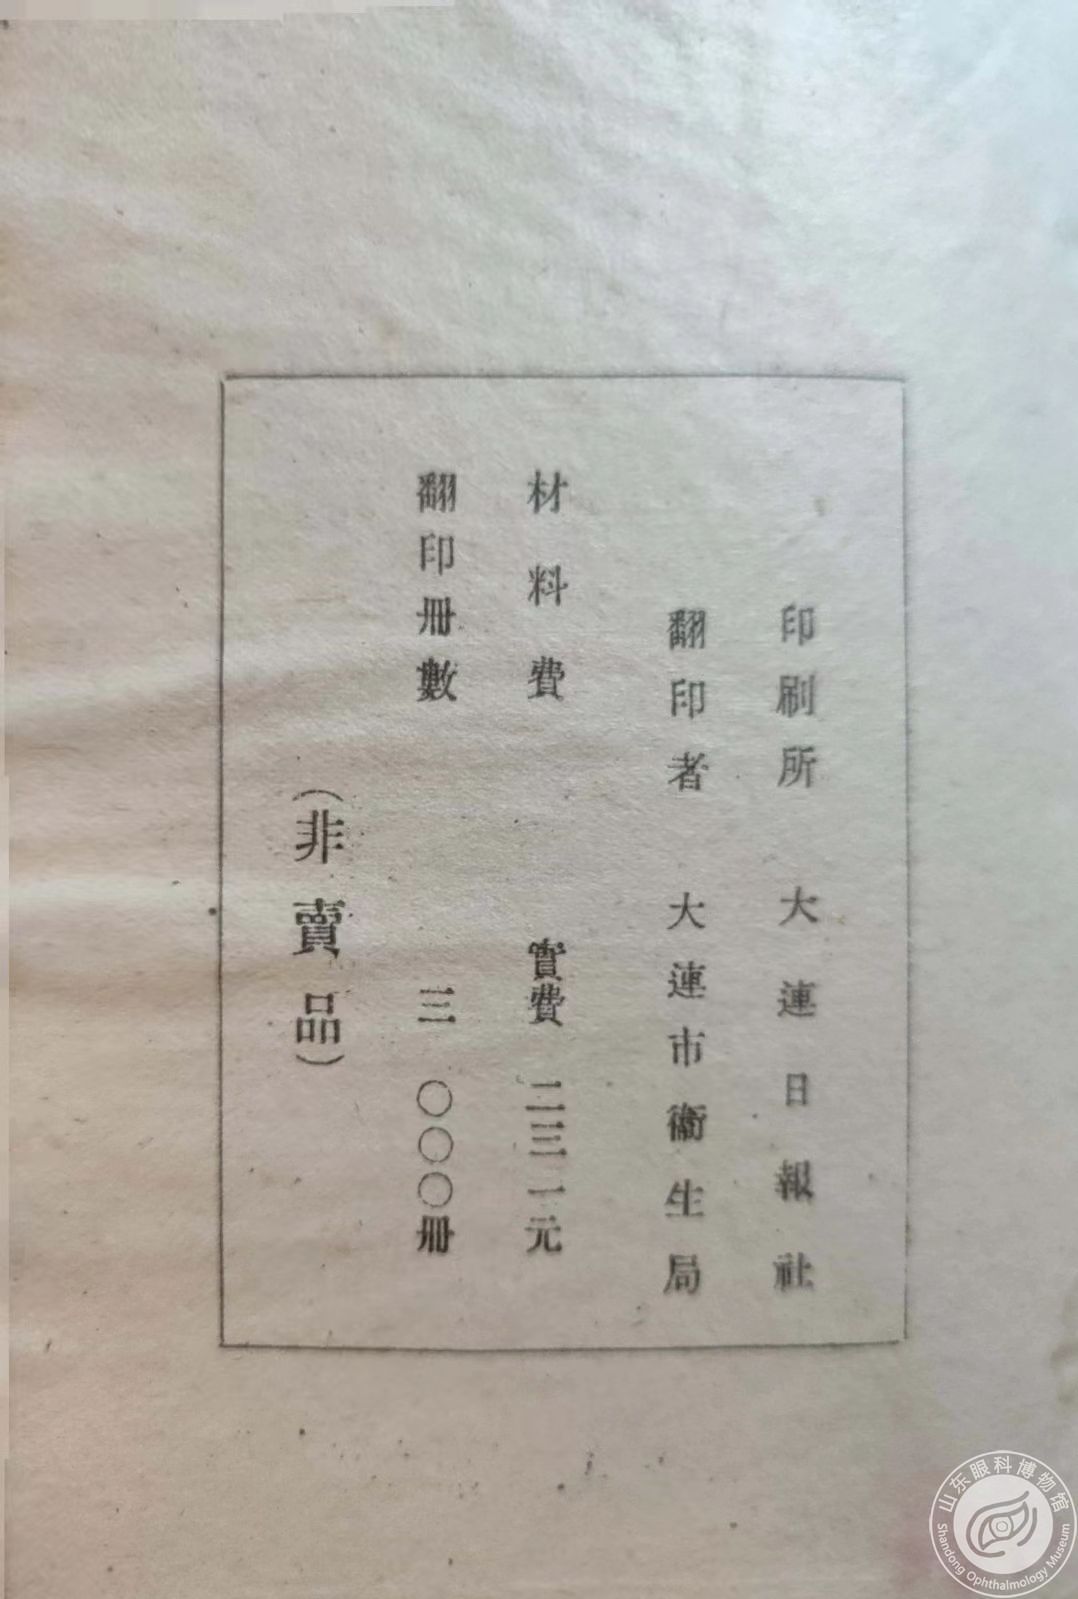 印刷所 大連日報社
翻印者 大連市衞生局
材料費 實費 二三一元
翻印册數 三〇〇〇册
（非賣品）
山东眼科博物馆
Shandong Ophthalmology Museum